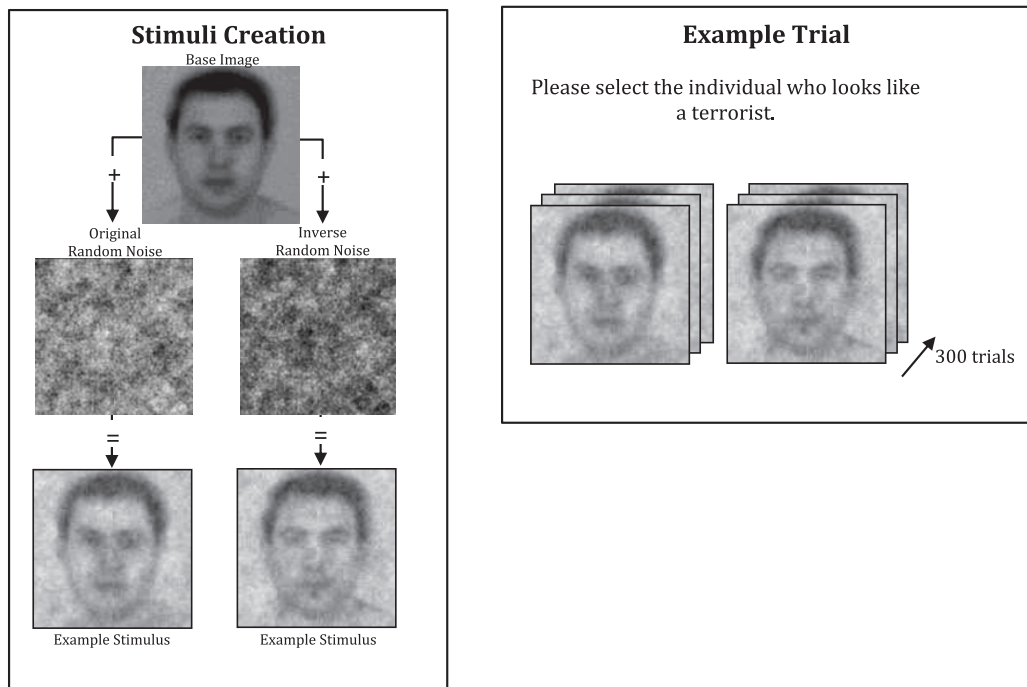 Stimuli Creation
Base Image
+
+
Original
Random Noise
Inverse
Random Noise
=
=
Example Stimulus
Example Stimulus
Example Trial
Please select the individual who looks like
a terrorist.
300 trials